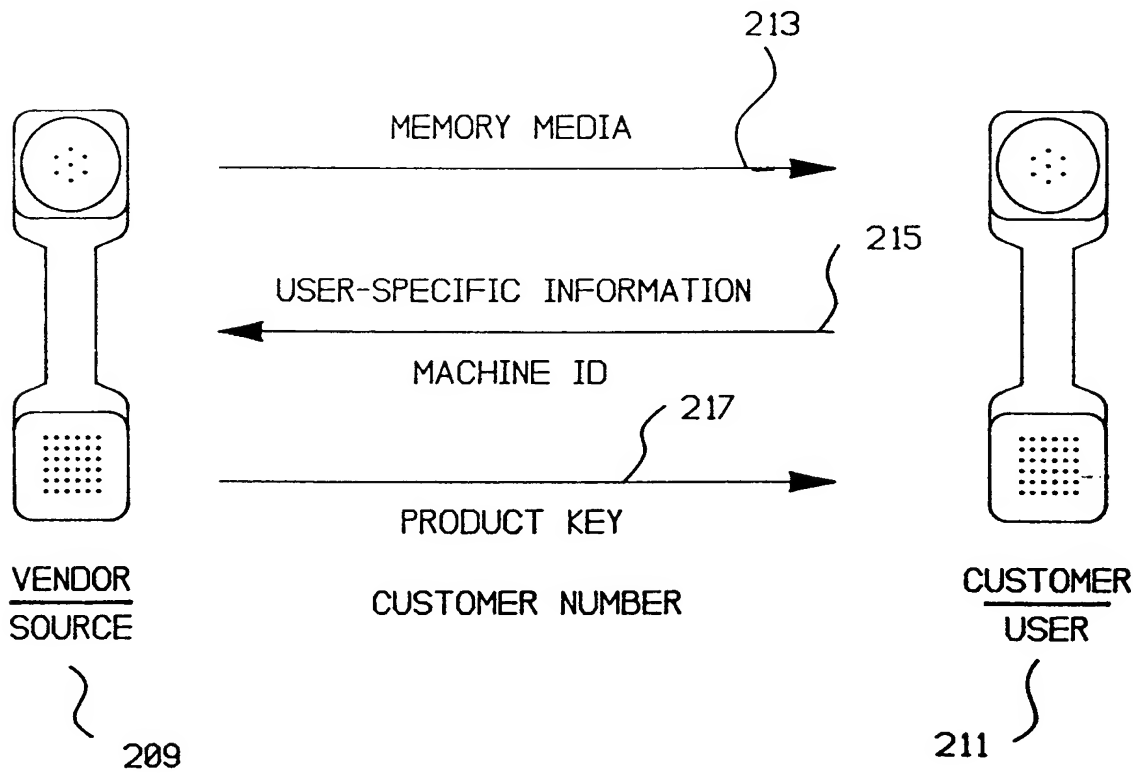 213
MEMORY MEDIA
215
USER-SPECIFIC INFORMATION
MACHINE ID
217
PRODUCT KEY
VENDOR
SOURCE
CUSTOMER NUMBER
CUSTOMER
USER
209
211